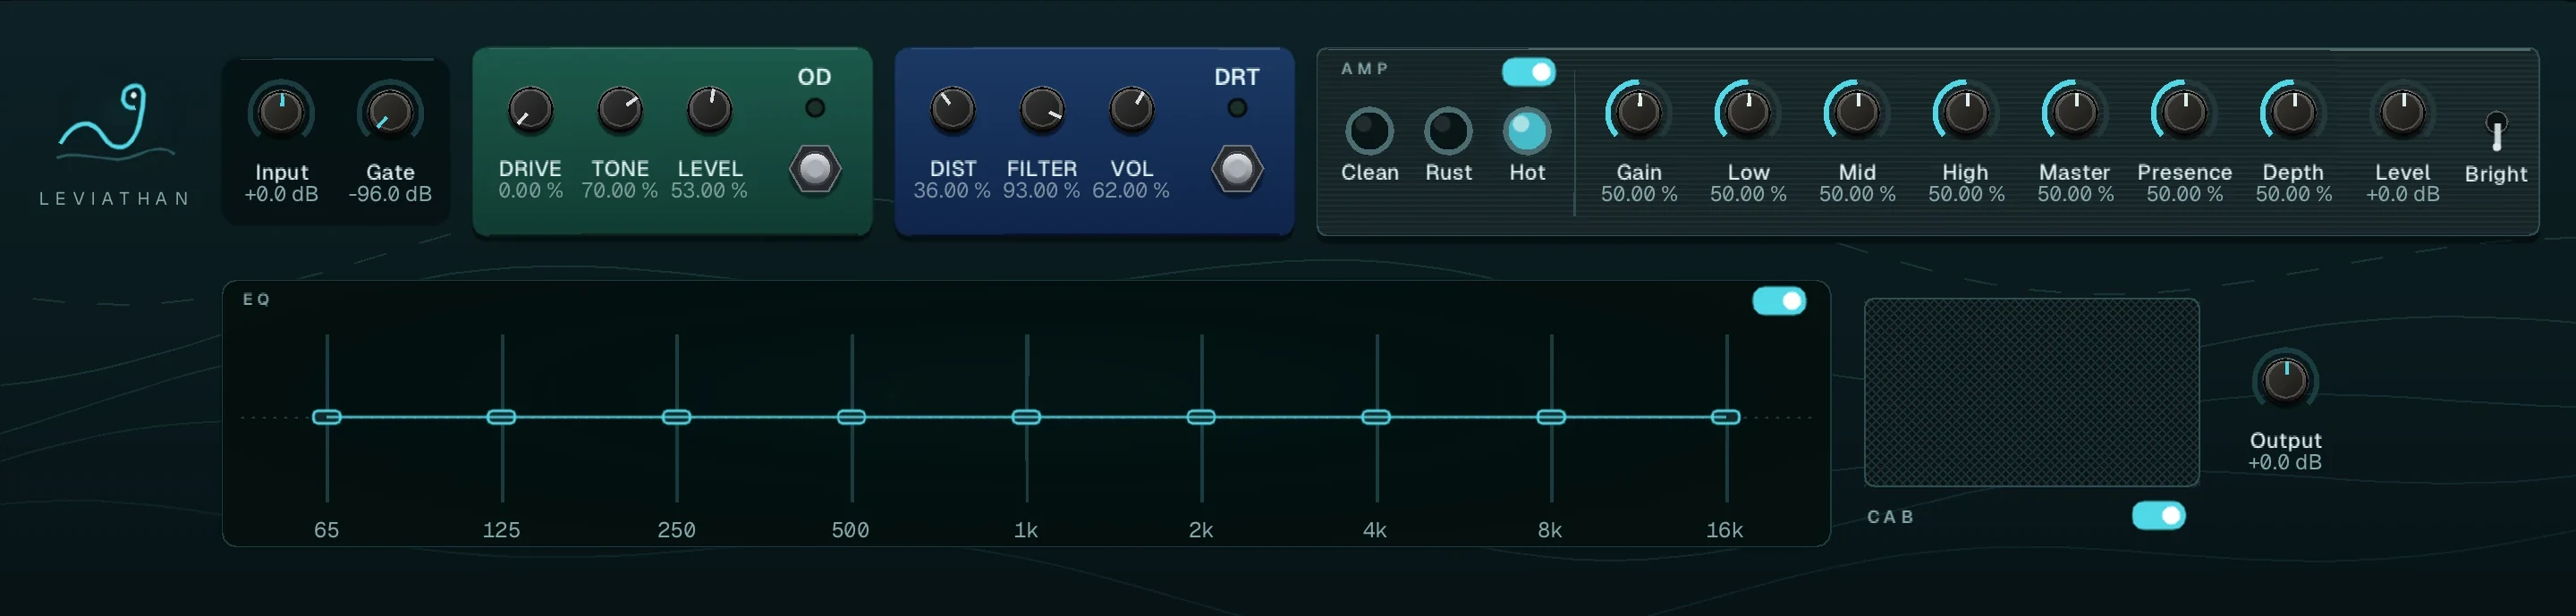 LEVIATHAN
Input
+0.0 dB
Gate
-96.0 dB
OD
DRIVE
0.00 %
TONE
70.00 %
LEVEL
53.00 %
DRT
DIST
36.00 %
FILTER
93.00 %
VOL
62.00 %
AMP
Clean
Rust
Hot
Gain
50.00 %
Low
50.00 %
Mid
50.00 %
High
50.00 %
Master
50.00 %
Presence
50.00 %
Depth
50.00 %
Level
+0.0 dB
Bright
EQ
65
125
250
500
1k
2k
4k
8k
16k
CAB
Output
+0.0 dB